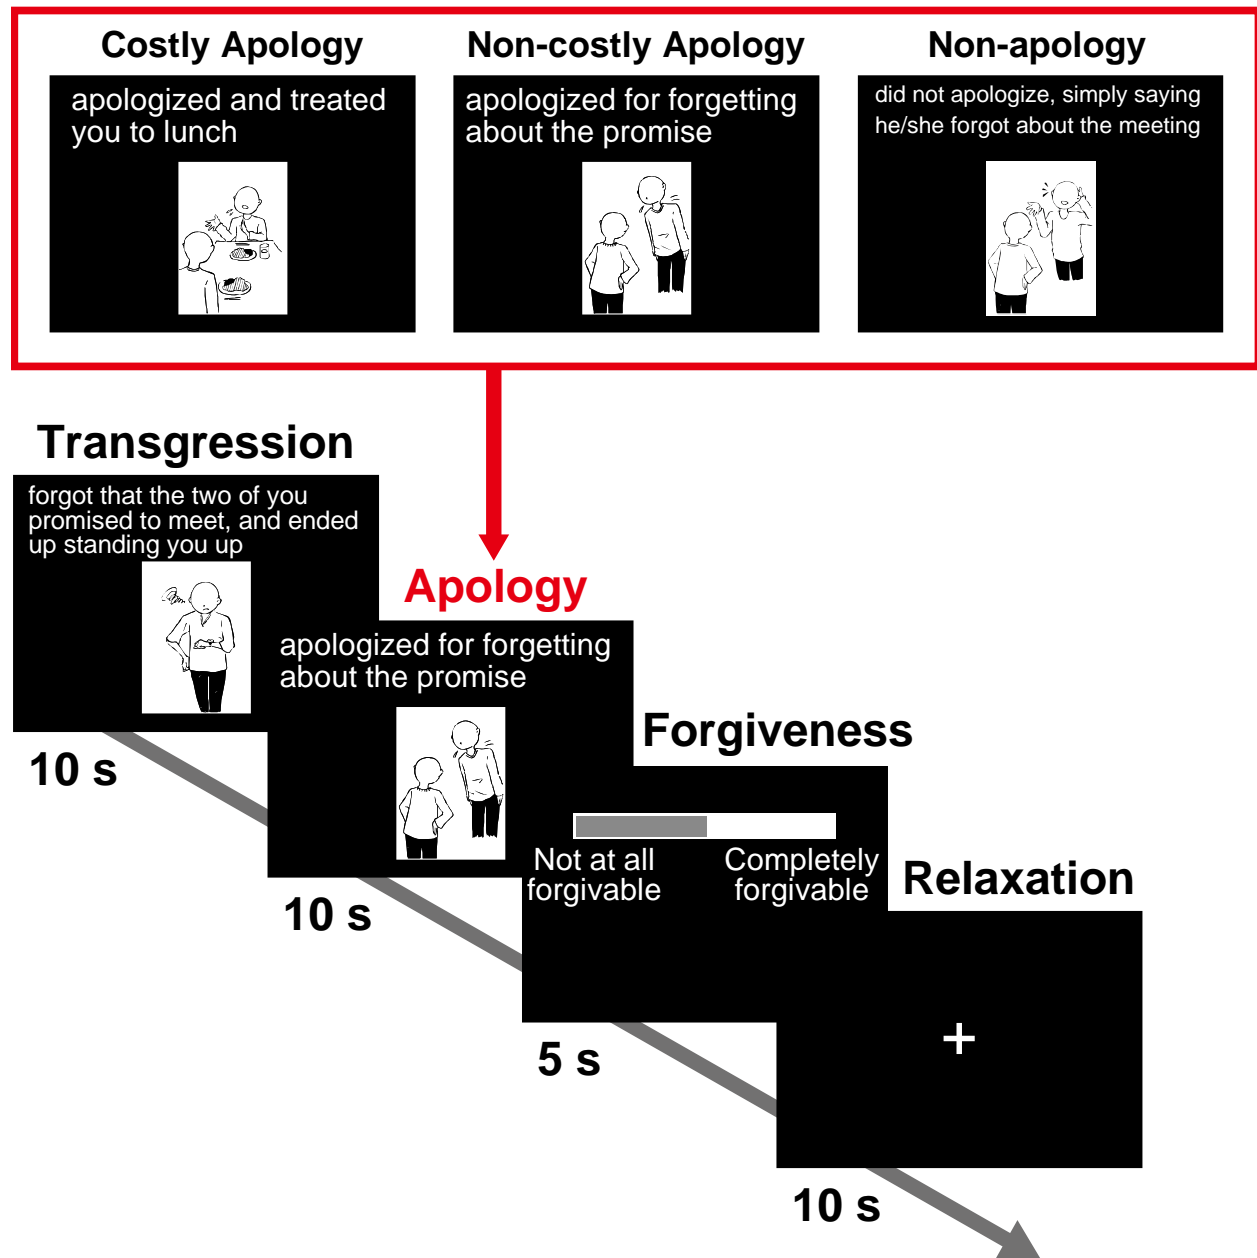 Costly Apology
apologized and treated
you to lunch
Non-costly Apology
apologized for forgetting
about the promise
Non-apology
did not apologize, simply saying
he/she forgot about the meeting
Transgression
forgot that the two of you
promised to meet, and ended
up standing you up
10 s
Apology
apologized for forgetting
about the promise
10 s
Forgiveness
Not at all
forgivable
Completely
forgivable
5 s
Relaxation
+
10 s